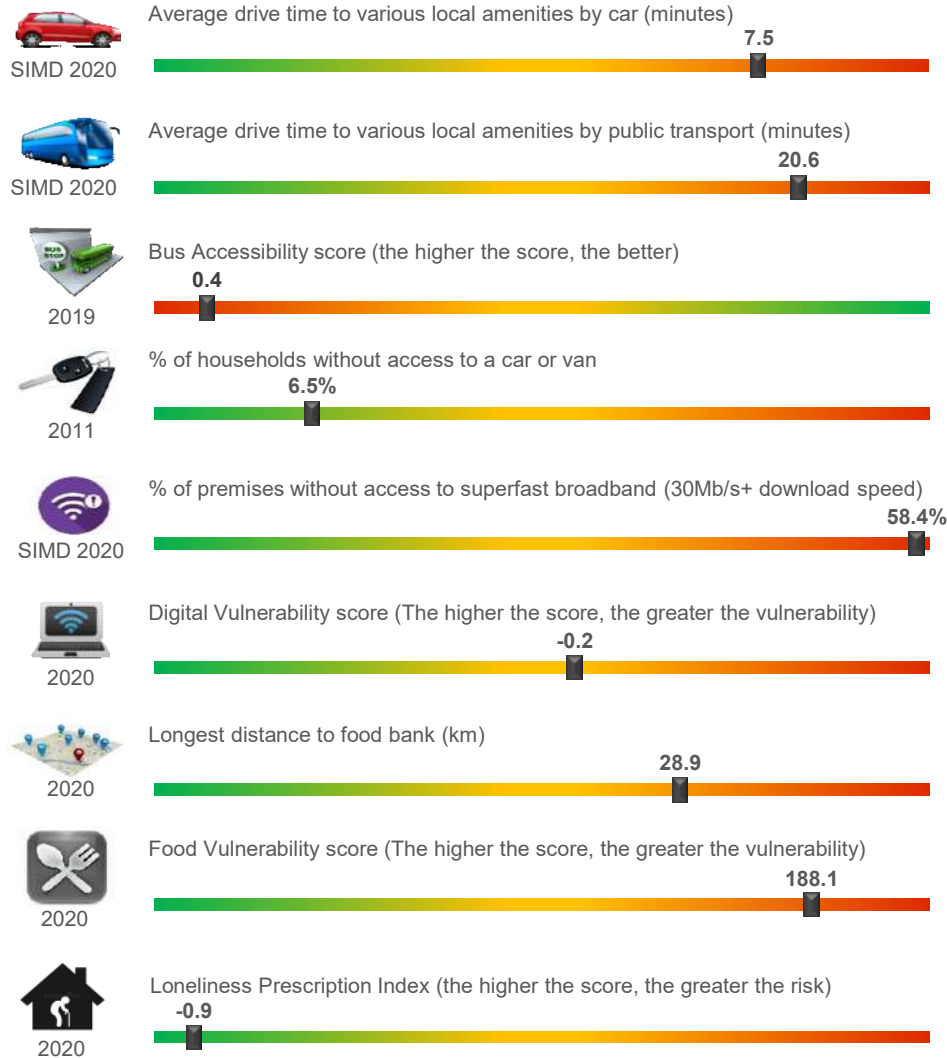 Average drive time to various local amenities by car (minutes)
7.5
SIMD 2020
Average drive time to various local amenities by public transport (minutes)
20.6
SIMD 2020
BUS
STOP
Bus Accessibility score (the higher the score, the better)
0.4
2019
% of households without access to a car or van
6.5%
2011
% of premises without access to superfast broadband (30Mb/s+ download speed)
58.4%
SIMD 2020
Digital Vulnerability score (The higher the score, the greater the vulnerability)
-0.2
2020
Longest distance to food bank (km)
28.9
2020
Food Vulnerability score (The higher the score, the greater the vulnerability)
188.1
2020
Loneliness Prescription Index (the higher the score, the greater the risk)
-0.9
2020